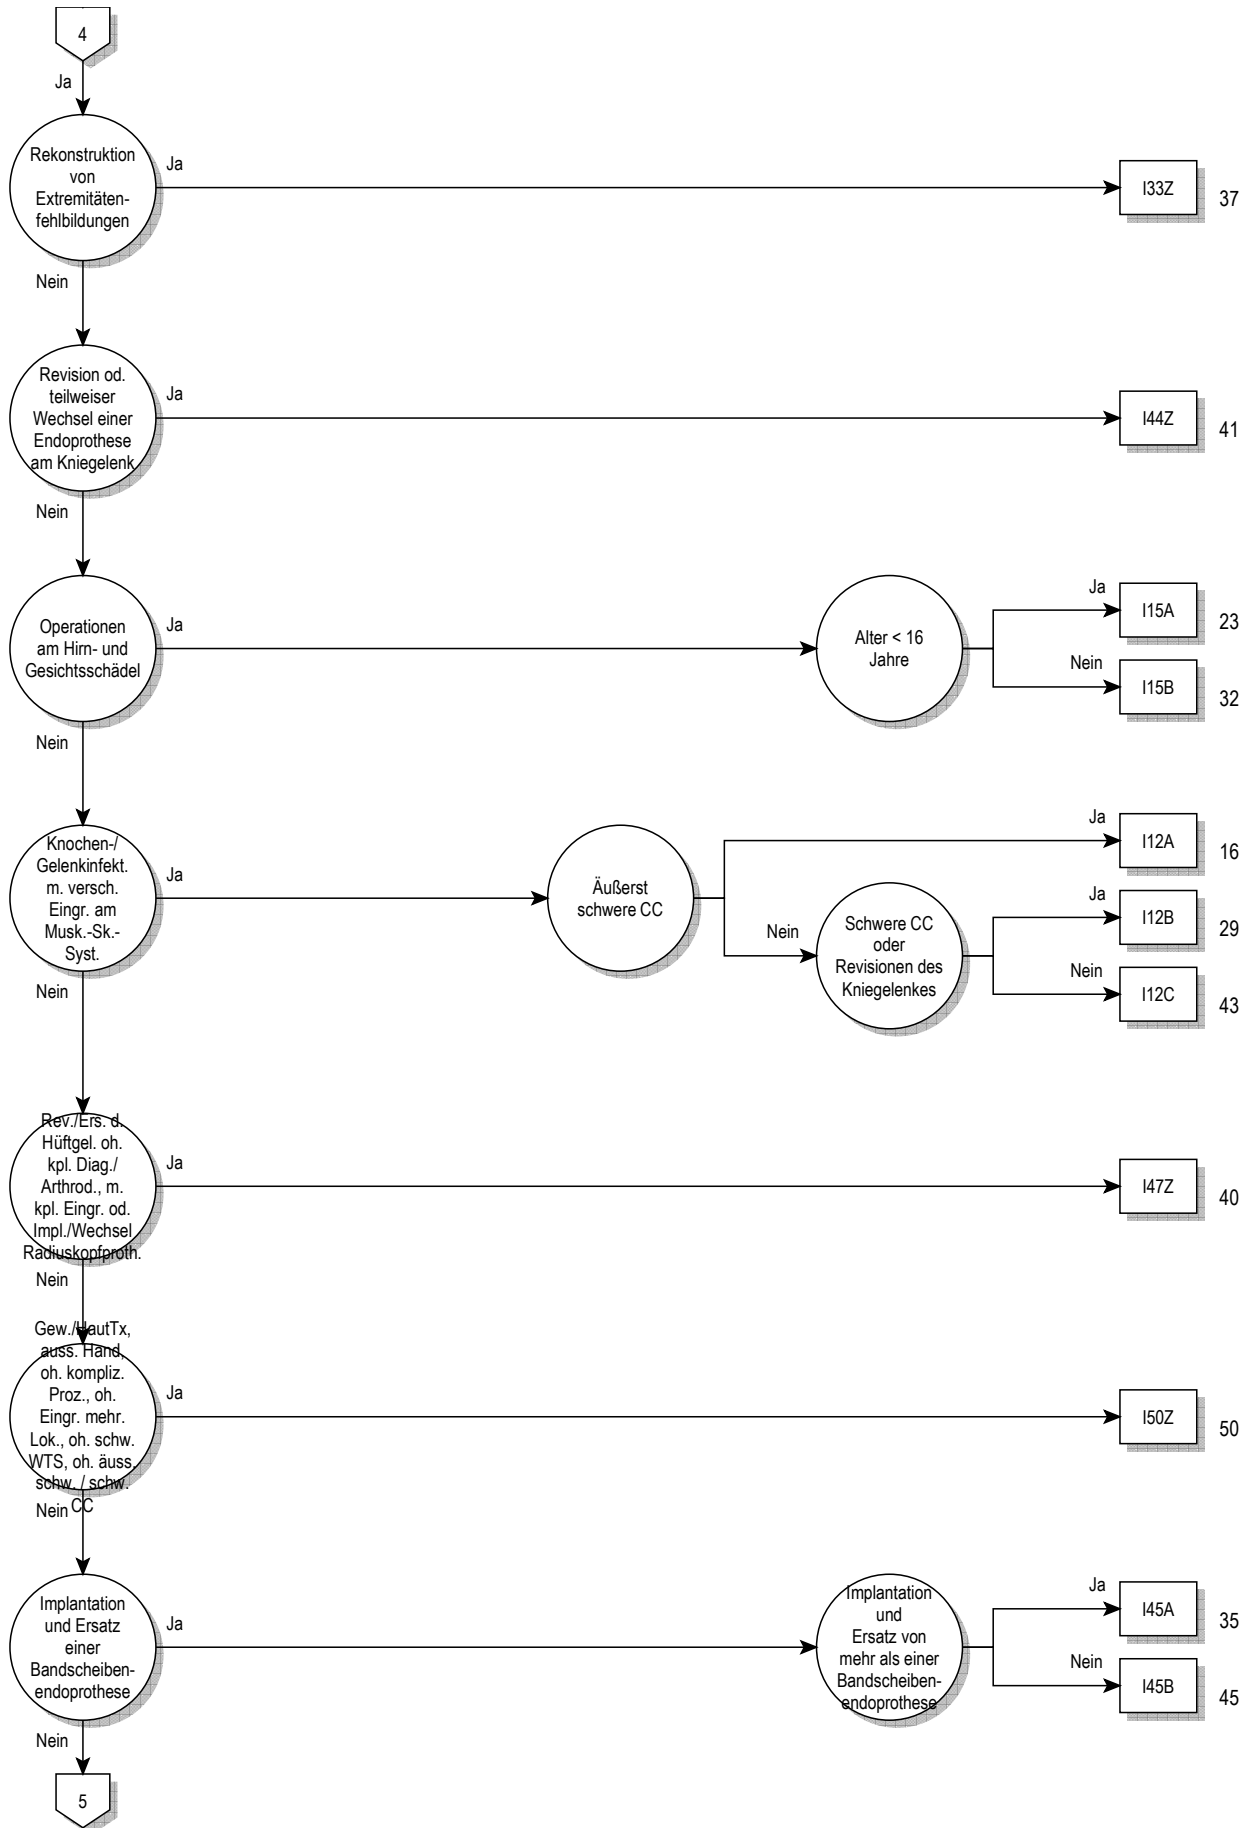 4
Ja
Rekonstruktion
von
Extremitäten-
fehlbildungen
Ja
I33Z
37
Nein
Revision od.
teilweiser
Wechsel einer
Endoprothese
am Kniegelenk
Ja
I44Z
41
Nein
Operationen
am Hirn- und
Gesichtsschädel
Ja
Alter < 16
Jahre
Ja
I15A
23
Nein
I15B
32
Nein
Knochen-/
Gelenkinfekt.
m. versch.
Eingr. am
Musk.-Sk.-
Syst.
Ja
Äußerst
schwere CC
Ja
I12A
16
Nein
Schwere CC
oder
Revisionen des
Kniegelenkes
Ja
I12B
29
Nein
I12C
43
Nein
Rev./Ers. d.
Hüftgel. oh.
kpl. Diag./
Arthrod., m.
kpl. Eingr. od.
Impl./Wechsel
Radiuskopfproth.
Ja
I47Z
40
Nein
Gew./HautTx,
auss. Hand,
oh. kompliz.
Proz., oh.
Eingr. mehr.
Lok., oh. schw.
WTS, oh. äuss.
schw. / schw.
CC
Ja
I50Z
50
Nein
Implantation
und Ersatz
einer
Bandscheiben-
endoprothese
Ja
Implantation
und
Ersatz von
mehr als einer
Bandscheiben-
endoprothese
Ja
I45A
35
Nein
I45B
45
Nein
5